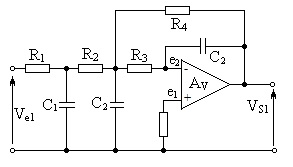 R4
R1 R2 R3 C2
e2 - AV
C1 C2 e1 +
Ve1 VS1